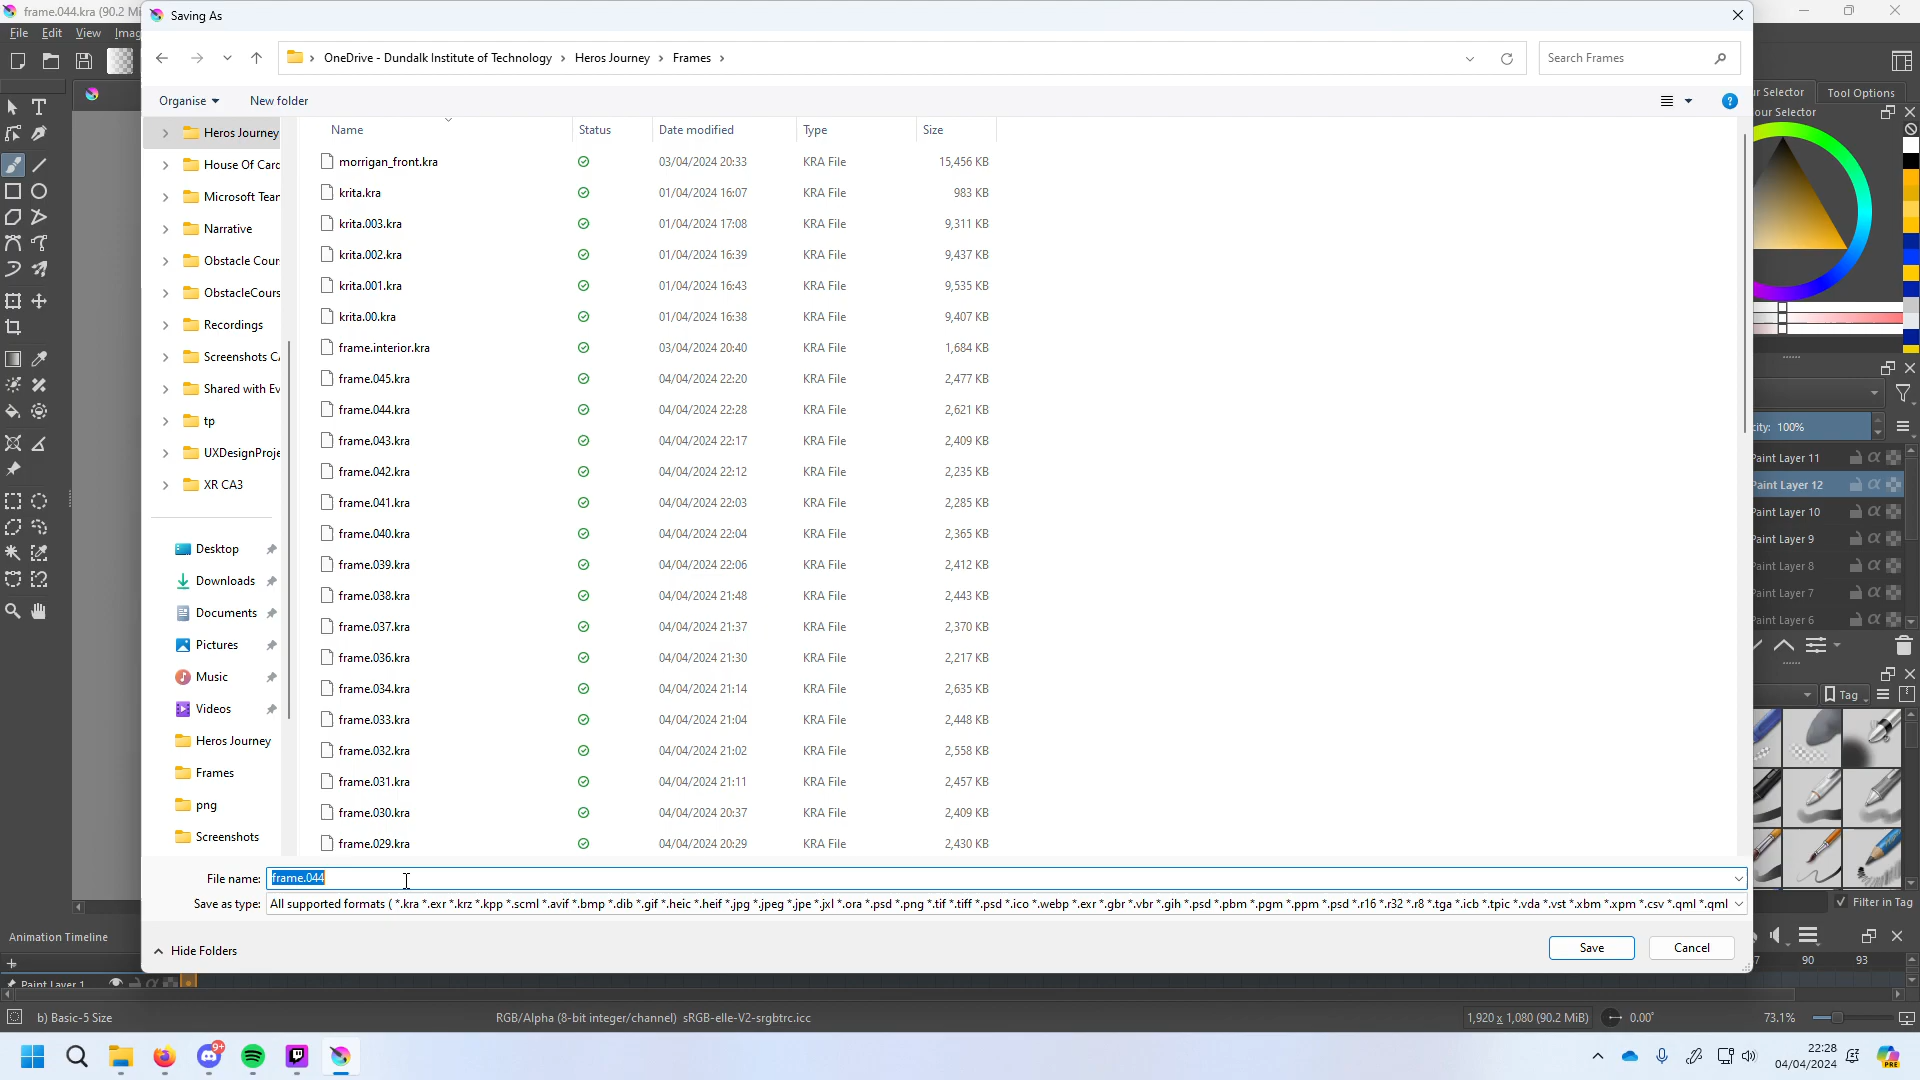 frame.044.kra (90.2 Mi
Saving As
File Edit View Imag
OneDrive - Dundalk Institute of Technology > Heros Journey > Frames >
Search Frames
Organise New folder
Name Status Date modified Type Size
Heros Journey
House Of Card
Microsoft Tear
Narrative
Obstacle Cour
ObstacleCours
Recordings
Screenshots C
Shared with Ev
tp
UXDesignProje
XR CA3
Desktop
Downloads
Documents
Pictures
Music
Videos
Heros Journey
Frames
png
Screenshots
morrigan_front.kra 03/04/2024 20:33 KRA File 15,456 KB
krita.kra 01/04/2024 16:07 KRA File 983 KB
krita.003.kra 01/04/2024 17:08 KRA File 9,311 KB
krita.002.kra 01/04/2024 16:39 KRA File 9,437 KB
krita.001.kra 01/04/2024 16:43 KRA File 9,535 KB
krita.00.kra 01/04/2024 16:38 KRA File 9,407 KB
frame.interior.kra 03/04/2024 20:40 KRA File 1,684 KB
frame.045.kra 04/04/2024 22:20 KRA File 2,477 KB
frame.044.kra 04/04/2024 22:28 KRA File 2,621 KB
frame.043.kra 04/04/2024 22:17 KRA File 2,409 KB
frame.042.kra 04/04/2024 22:12 KRA File 2,235 KB
frame.041.kra 04/04/2024 22:03 KRA File 2,285 KB
frame.040.kra 04/04/2024 22:04 KRA File 2,365 KB
frame.039.kra 04/04/2024 22:06 KRA File 2,412 KB
frame.038.kra 04/04/2024 21:48 KRA File 2,443 KB
frame.037.kra 04/04/2024 21:37 KRA File 2,370 KB
frame.036.kra 04/04/2024 21:30 KRA File 2,217 KB
frame.034.kra 04/04/2024 21:14 KRA File 2,635 KB
frame.033.kra 04/04/2024 21:04 KRA File 2,448 KB
frame.032.kra 04/04/2024 21:02 KRA File 2,558 KB
frame.031.kra 04/04/2024 21:11 KRA File 2,457 KB
frame.030.kra 04/04/2024 20:37 KRA File 2,409 KB
frame.029.kra 04/04/2024 20:29 KRA File 2,430 KB
File name: frame.044
Save as type: All supported formats ( *.kra *.exr *.krz *.kpp *.scml *.avif *.bmp *.dib *.gif *.heic *.heif *.jpg *.jpeg *.jpe *.jxl *.ora *.psd *.png *.tif *.tiff *.psd *.ico *.webp *.exr *.gbr *.vbr *.gih *.psd *.pbm *.pgm *.ppm *.psd *.r16 *.r32 *.r8 *.tga *.icb *.tpic *.vda *.vst *.xbm *.xpm *.csv *.qml *.qml
Hide Folders
Save Cancel
r Selector Tool Options
our Selector
city: 100%
Paint Layer 11
Paint Layer 12
Paint Layer 10
Paint Layer 9
Paint Layer 8
Paint Layer 7
Paint Layer 6
Tag
Filter in Tag
Animation Timeline
7 90 93
Paint Layer 1
b) Basic-5 Size
RGB/Alpha (8-bit integer/channel) sRGB-elle-V2-srgbtrc.icc
1,920 x 1,080 (90.2 MiB)
0.00°
73.1%
9+
22:28
04/04/2024
PRE